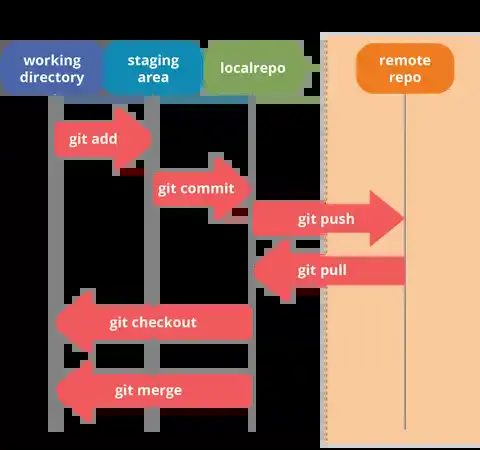 working
directory
staging
area
localrepo
remote
repo
git add
git commit
git push
git pull
git checkout
git merge